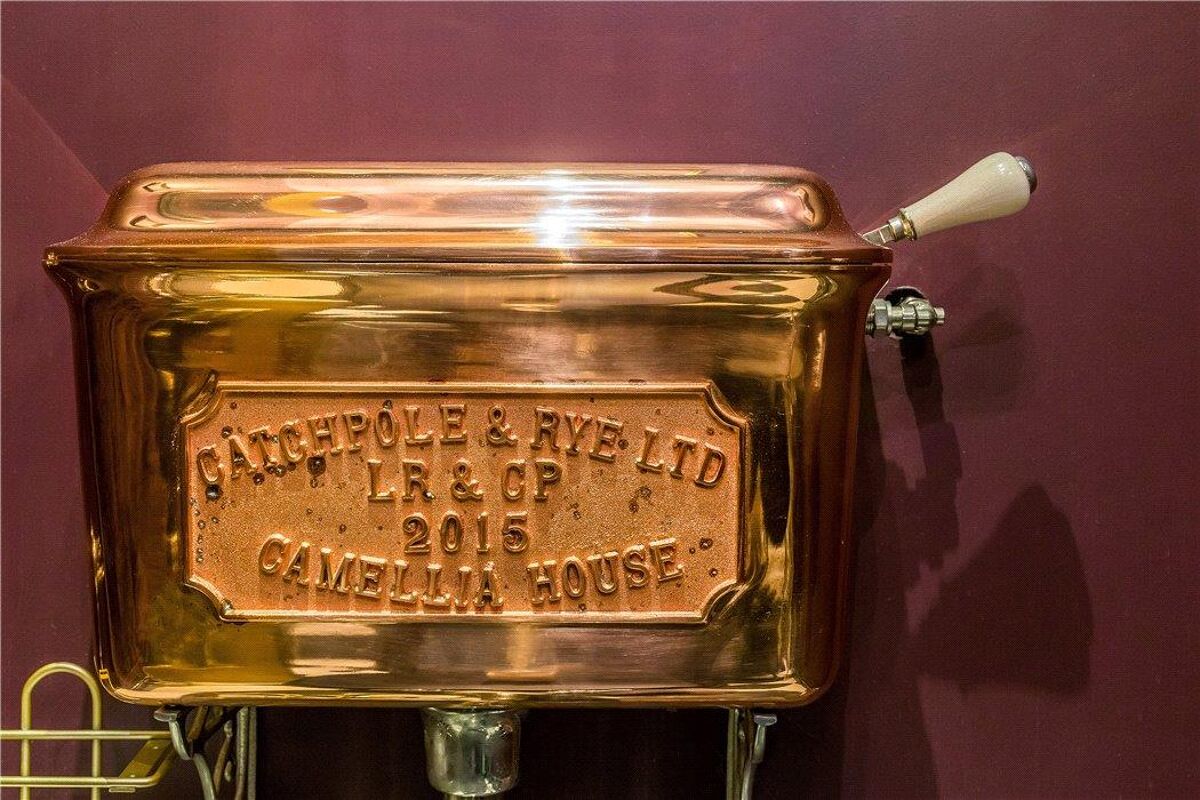 CATCHPOLE & RYE LTD
LR & CP
2015
CAMELLIA HOUSE